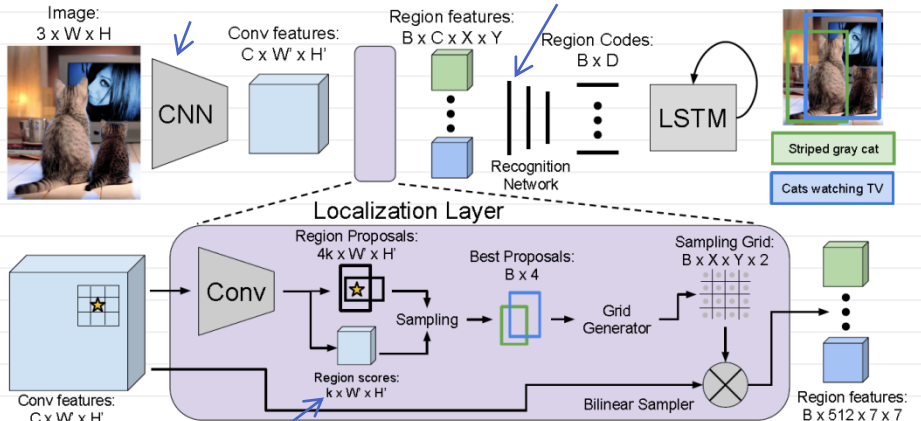 Image:
3 x W x H
CNN
Conv features:
C x W' x H'
Region features:
B x C x X x Y
Recognition
Network
Region Codes:
B x D
LSTM
Striped gray cat
Cats watching TV
Localization Layer
Conv features:
C x W' x H'
Conv
Region Proposals:
4k x W' x H'
Region scores:
k x W' x H'
Sampling
Best Proposals:
B x 4
Grid
Generator
Sampling Grid:
B x X x Y x 2
Bilinear Sampler
Region features:
B x 512 x 7 x 7